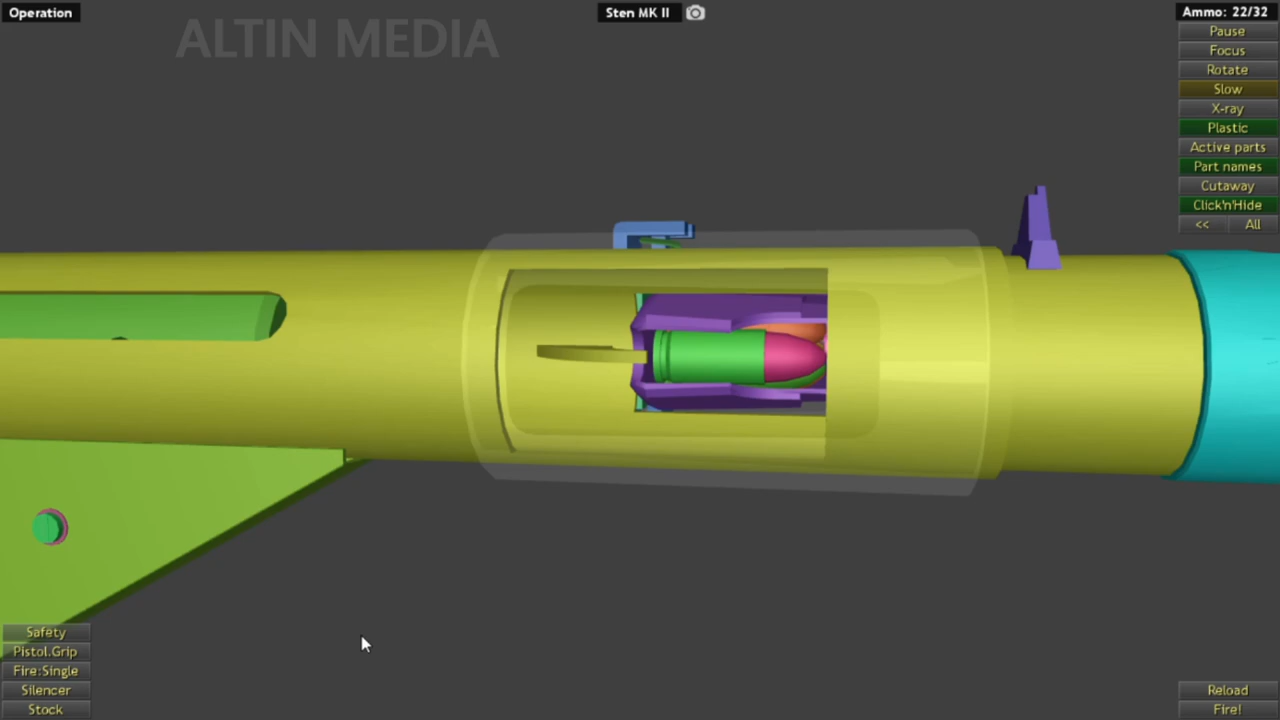 Operation
ALTIN MEDIA
Sten MK II
Ammo: 22/32
Pause
Focus
Rotate
Slow
X-ray
Plastic
Active parts
Part names
Cutaway
Click'n'Hide
<< All
Safety
Pistol.Grip
Fire:Single
Silencer
Stock
Reload
Fire!